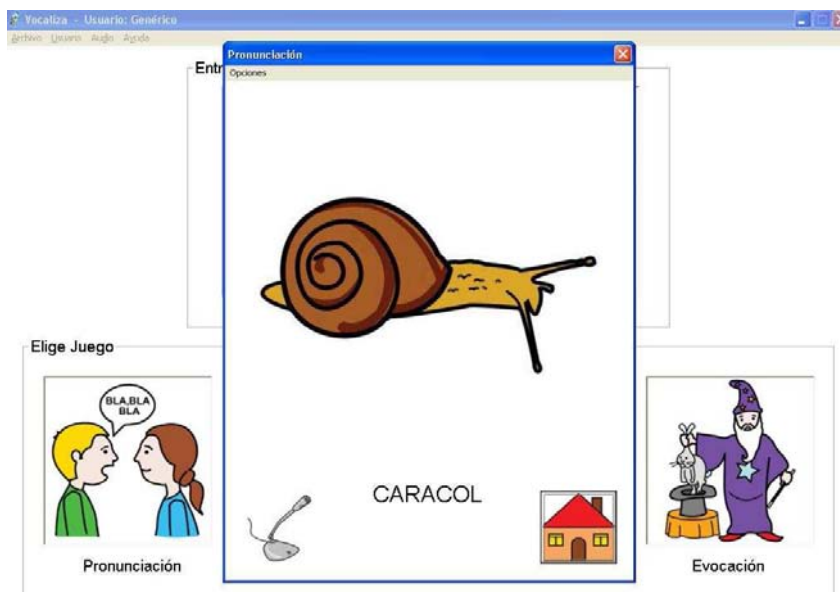 Vocaliza - Usuario: Genérico
Archivo Usuario Audio Ayuda
Pronunciación
Opciones
Entr
CARACOL
Elige Juego
BLA,BLA
BLA
Pronunciación
Evocación